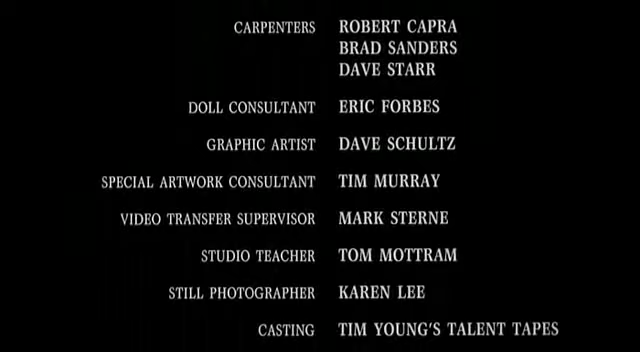 CARPENTERS ROBERT CAPRA
BRAD SANDERS
DAVE STARR
DOLL CONSULTANT ERIC FORBES
GRAPHIC ARTIST DAVE SCHULTZ
SPECIAL ARTWORK CONSULTANT TIM MURRAY
VIDEO TRANSFER SUPERVISOR MARK STERNE
STUDIO TEACHER TOM MOTTRAM
STILL PHOTOGRAPHER KAREN LEE
CASTING TIM YOUNG'S TALENT TAPES